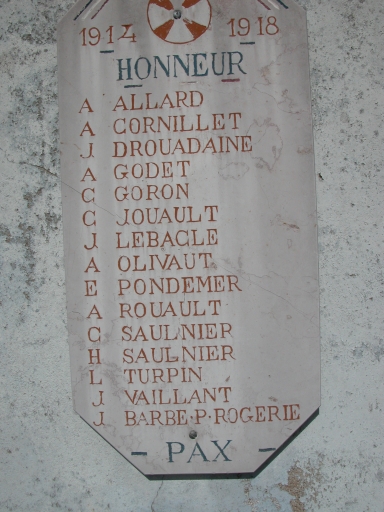 1914 1918
HONNEUR
A ALLARD
A CORNILLET
J DROUADAINE
A GODET
C GORON
C JOUAULT
J LEBACLE
A OLIVAUT
E PONDEMER
A ROUAULT
C SAULNIER
H SAULNIER
L TURPIN
J VAILLANT
J BARBE·P·ROGERIE
- PAX -